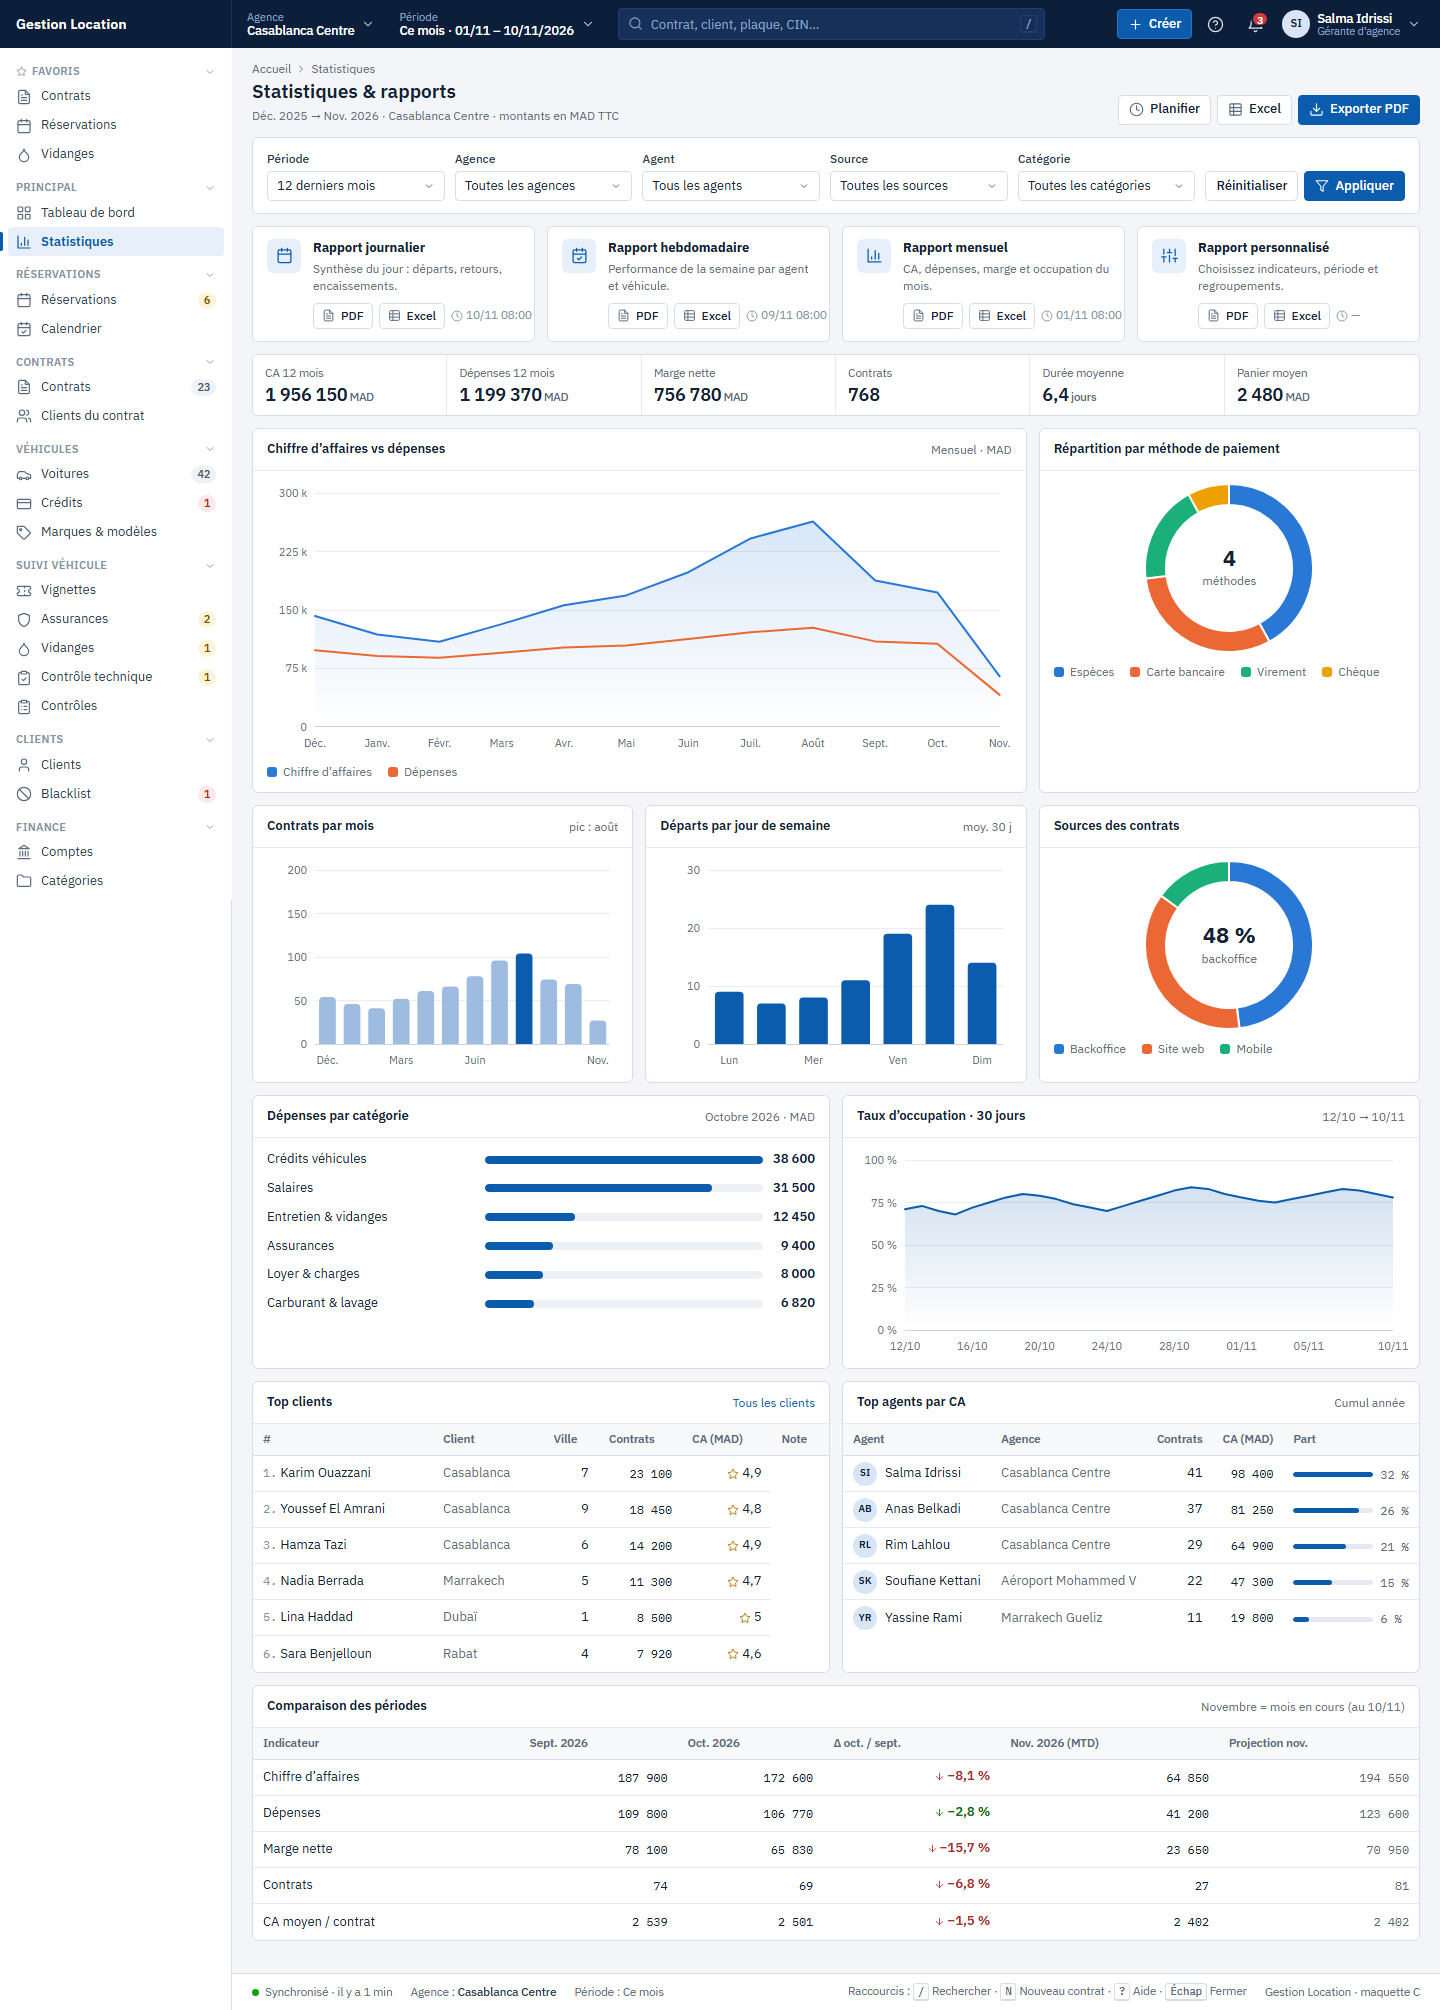 Gestion Location
Agence
Casablanca Centre
Période
Ce mois · 01/11 – 10/11/2026
Contrat, client, plaque, CIN…
/
Créer
3
SI
Salma Idrissi
Gérante d'agence
FAVORIS
Contrats
Réservations
Vidanges
PRINCIPAL
Tableau de bord
Statistiques
RÉSERVATIONS
Réservations 6
Calendrier
CONTRATS
Contrats 23
Clients du contrat
VÉHICULES
Voitures 42
Crédits 1
Marques & modèles
SUIVI VÉHICULE
Vignettes
Assurances 2
Vidanges 1
Contrôle technique 1
Contrôles
CLIENTS
Clients
Blacklist 1
FINANCE
Comptes
Catégories
Accueil > Statistiques
Statistiques & rapports
Déc. 2025 → Nov. 2026 · Casablanca Centre · montants en MAD TTC
Planifier
Excel
Exporter PDF
Période Agence Agent Source Catégorie
12 derniers mois Toutes les agences Tous les agents Toutes les sources Toutes les catégories Réinitialiser Appliquer
Rapport journalier
Synthèse du jour : départs, retours,
encaissements.
PDF Excel 10/11 08:00
Rapport hebdomadaire
Performance de la semaine par agent
et véhicule.
PDF Excel 09/11 08:00
Rapport mensuel
CA, dépenses, marge et occupation du
mois.
PDF Excel 01/11 08:00
Rapport personnalisé
Choisissez indicateurs, période et
regroupements.
PDF Excel —
CA 12 mois
1 956 150 MAD
Dépenses 12 mois
1 199 370 MAD
Marge nette
756 780 MAD
Contrats
768
Durée moyenne
6,4 jours
Panier moyen
2 480 MAD
Chiffre d'affaires vs dépenses Mensuel · MAD
300 k
225 k
150 k
75 k
0
Déc. Janv. Févr. Mars Avr. Mai Juin Juil. Août Sept. Oct. Nov.
Chiffre d'affaires Dépenses
Répartition par méthode de paiement
4
méthodes
Espèces Carte bancaire Virement Chèque
Contrats par mois pic : août
200
150
100
50
0
Déc. Mars Juin Nov.
Départs par jour de semaine moy. 30 j
30
20
10
0
Lun Mer Ven Dim
Sources des contrats
48 %
backoffice
Backoffice Site web Mobile
Dépenses par catégorie Octobre 2026 · MAD
Crédits véhicules 38 600
Salaires 31 500
Entretien & vidanges 12 450
Assurances 9 400
Loyer & charges 8 000
Carburant & lavage 6 820
Taux d'occupation · 30 jours 12/10 → 10/11
100 %
75 %
50 %
25 %
0 %
12/10 16/10 20/10 24/10 28/10 01/11 05/11 10/11
Top clients Tous les clients
# Client Ville Contrats CA (MAD) Note
1. Karim Ouazzani Casablanca 7 23 100 4,9
2. Youssef El Amrani Casablanca 9 18 450 4,8
3. Hamza Tazi Casablanca 6 14 200 4,9
4. Nadia Berrada Marrakech 5 11 300 4,7
5. Lina Haddad Dubaï 1 8 500 5
6. Sara Benjelloun Rabat 4 7 920 4,6
Top agents par CA Cumul année
Agent Agence Contrats CA (MAD) Part
SI Salma Idrissi Casablanca Centre 41 98 400 32 %
AB Anas Belkadi Casablanca Centre 37 81 250 26 %
RL Rim Lahlou Casablanca Centre 29 64 900 21 %
SK Soufiane Kettani Aéroport Mohammed V 22 47 300 15 %
YR Yassine Rami Marrakech Gueliz 11 19 800 6 %
Comparaison des périodes Novembre = mois en cours (au 10/11)
Indicateur Sept. 2026 Oct. 2026 Δ oct. / sept. Nov. 2026 (MTD) Projection nov.
Chiffre d'affaires 187 900 172 600 ↓ −8,1 % 64 850 194 550
Dépenses 109 800 106 770 ↓ −2,8 % 41 200 123 600
Marge nette 78 100 65 830 ↓ −15,7 % 23 650 70 950
Contrats 74 69 ↓ −6,8 % 27 81
CA moyen / contrat 2 539 2 501 ↓ −1,5 % 2 402 2 402
Synchronisé · il y a 1 min Agence : Casablanca Centre Période : Ce mois
Raccourcis : / Rechercher · N Nouveau contrat · ? Aide · Échap Fermer Gestion Location · maquette C